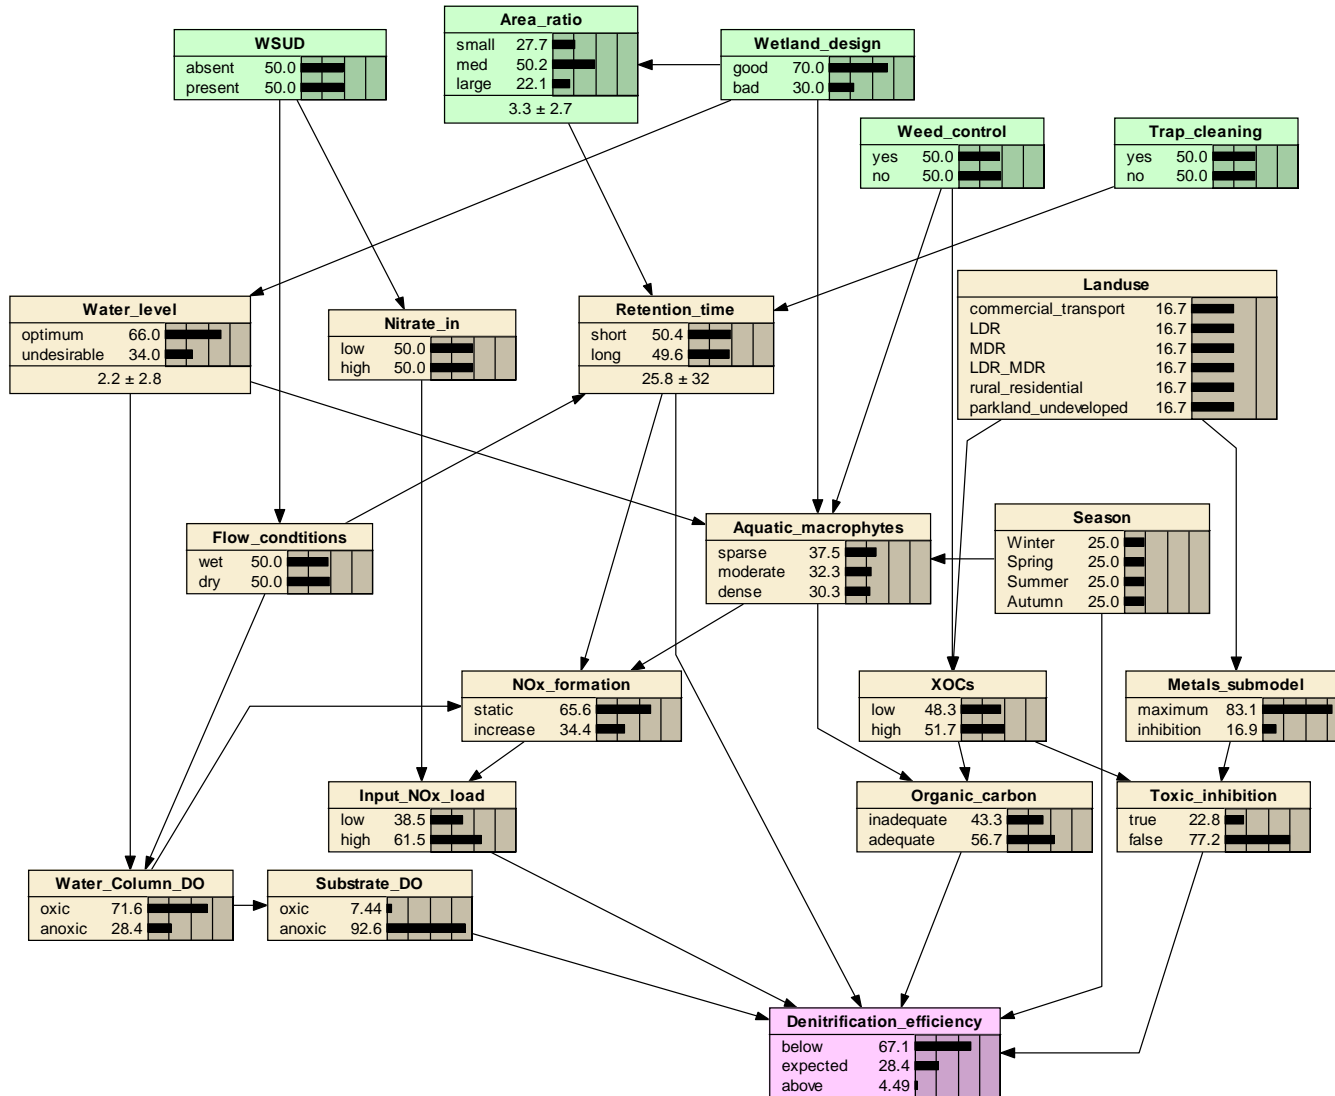 Area_ratio
small 27.7
med 50.2
large 22.1
3.3 ± 2.7
WSUD
absent 50.0
present 50.0
Wetland_design
good 70.0
bad 30.0
Weed_control
yes 50.0
no 50.0
Trap_cleaning
yes 50.0
no 50.0
Water_level
optimum 66.0
undesirable 34.0
2.2 ± 2.8
Nitrate_in
low 50.0
high 50.0
Retention_time
short 50.4
long 49.6
25.8 ± 32
Landuse
commercial_transport 16.7
LDR 16.7
MDR 16.7
LDR_MDR 16.7
rural_residential 16.7
parkland_undeveloped 16.7
Flow_condtitions
wet 50.0
dry 50.0
Aquatic_macrophytes
sparse 37.5
moderate 32.3
dense 30.3
Season
Winter 25.0
Spring 25.0
Summer 25.0
Autumn 25.0
NOx_formation
static 65.6
increase 34.4
XOCs
low 48.3
high 51.7
Metals_submodel
maximum 83.1
inhibition 16.9
Input_NOx_load
low 38.5
high 61.5
Organic_carbon
inadequate 43.3
adequate 56.7
Toxic_inhibition
true 22.8
false 77.2
Water_Column_DO
oxic 71.6
anoxic 28.4
Substrate_DO
oxic 7.44
anoxic 92.6
Denitrification_efficiency
below 67.1
expected 28.4
above 4.49